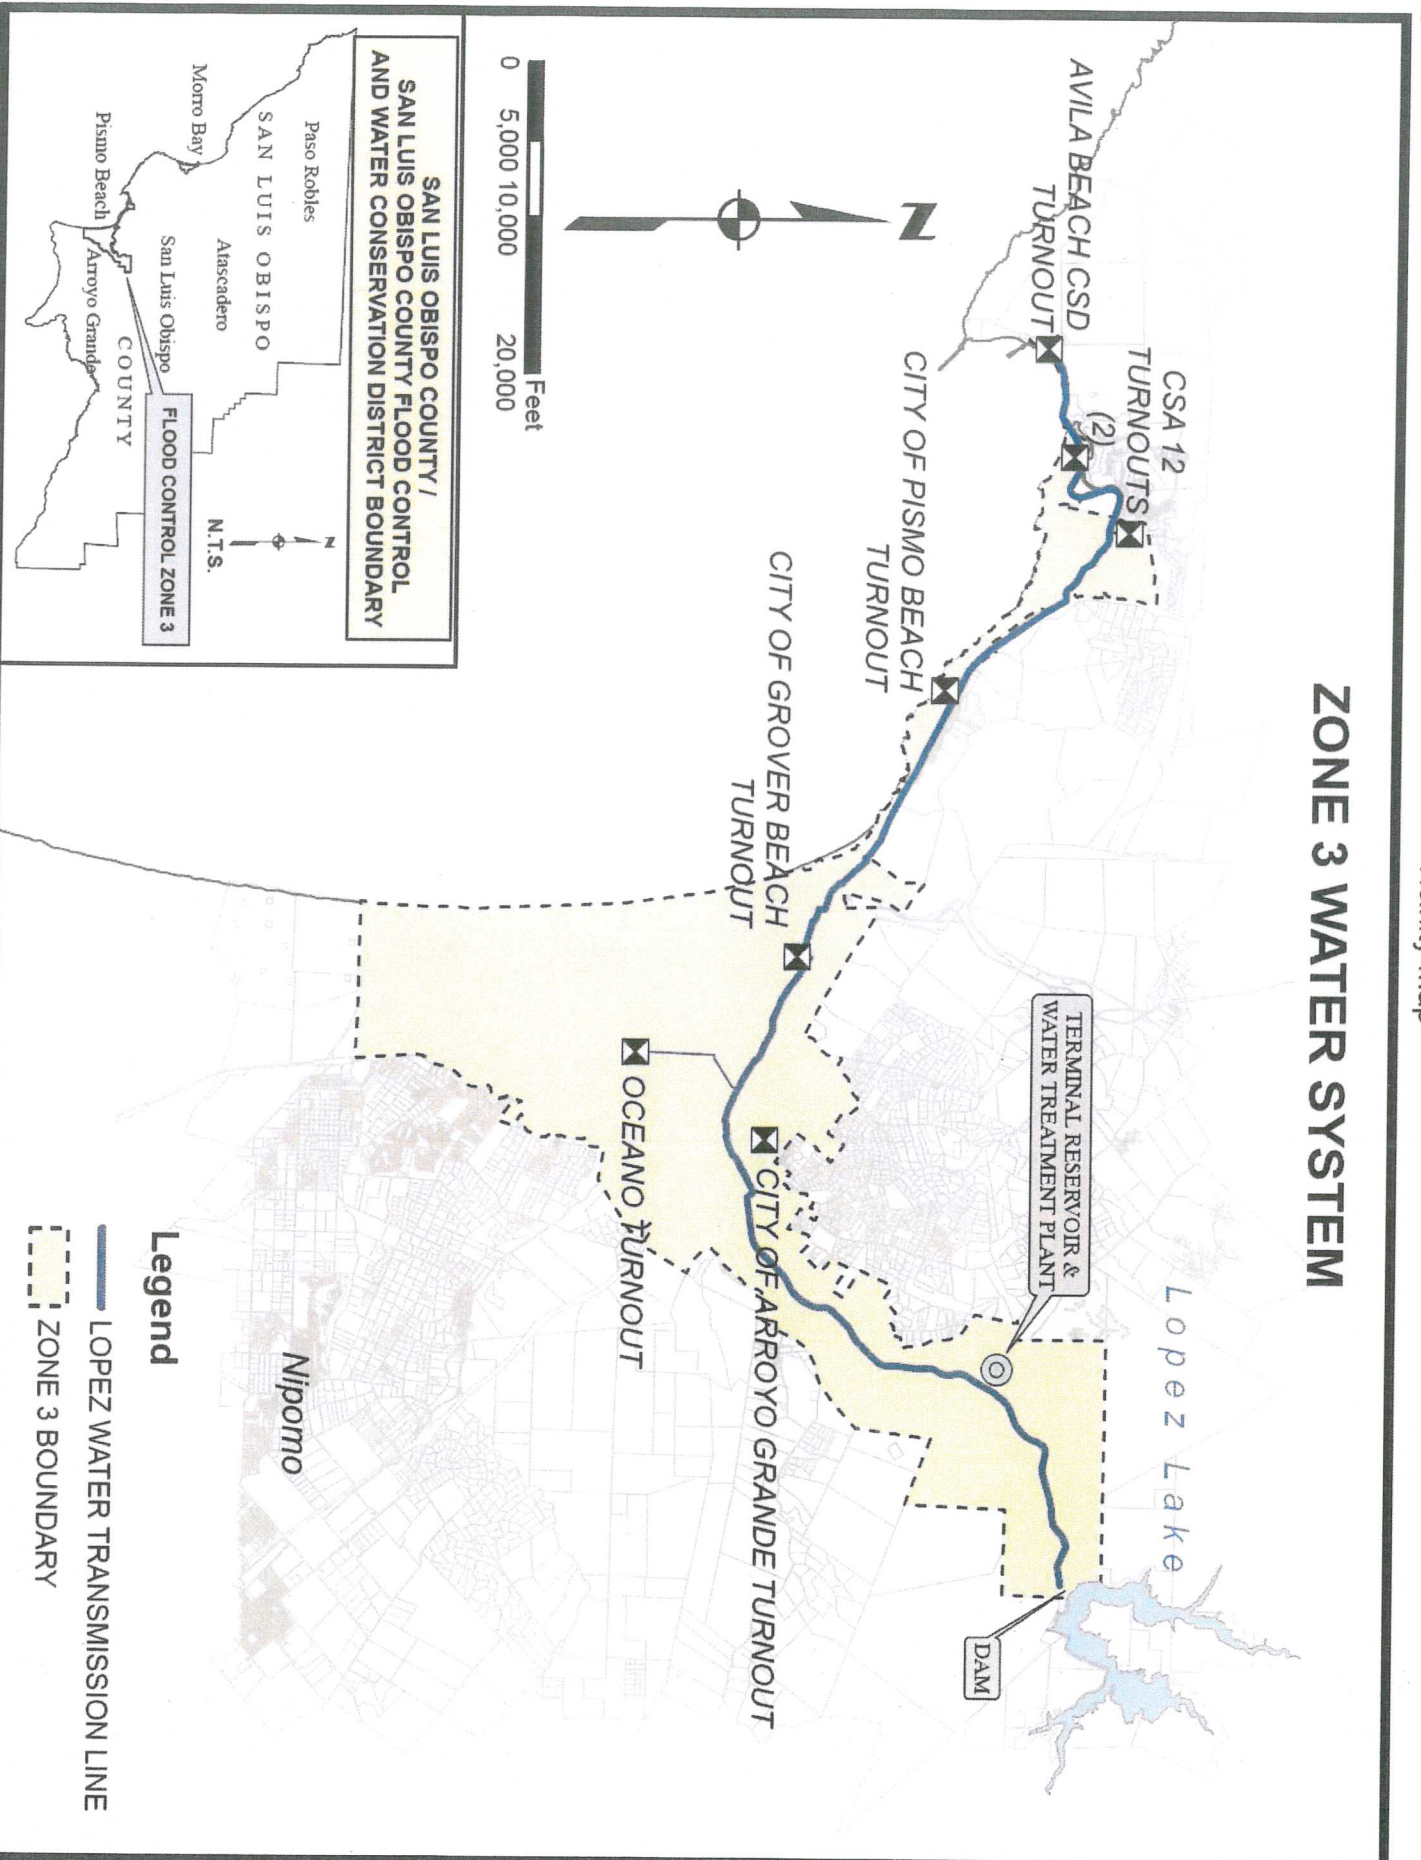 ZONE 3 WATER SYSTEM
AVILA BEACH CSD
TURNOUT
CSA 12
TURNOUTS
(2)
CITY OF PISMO BEACH
TURNOUT
CITY OF GROVER BEACH
TURNOUT
TERMINAL RESERVOIR &
WATER TREATMENT PLANT
Lopez Lake
DAM
CITY OF ARROYO GRANDE TURNOUT
OCEANO TURNOUT
Nipomo
N
0 5,000 10,000 20,000
Feet
SAN LUIS OBISPO COUNTY /
SAN LUIS OBISPO COUNTY FLOOD CONTROL
AND WATER CONSERVATION DISTRICT BOUNDARY
Paso Robles
SAN LUIS OBISPO
Atascadero
Morro Bay
San Luis Obispo
COUNTY
Pismo Beach
Arroyo Grande
FLOOD CONTROL ZONE 3
N
N.T.S.
Legend
LOPEZ WATER TRANSMISSION LINE
ZONE 3 BOUNDARY